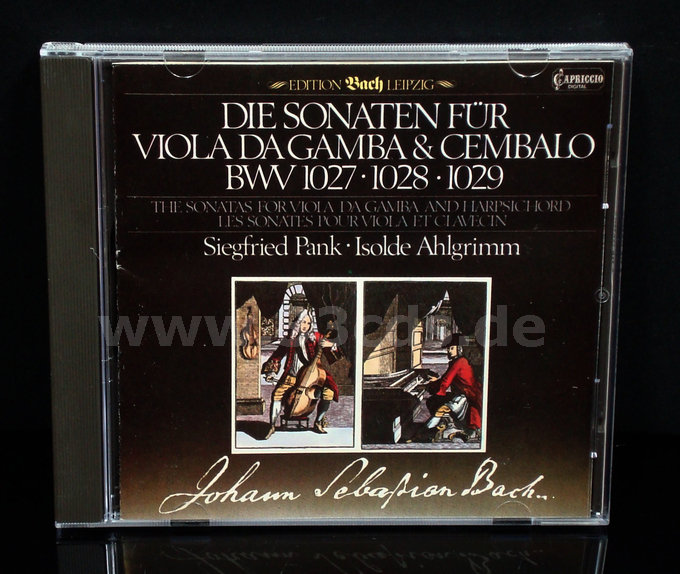 EDITION Bach LEIPZIG
CAPRICCIO
DIGITAL
DIE SONATEN FÜR
VIOLA DA GAMBA & CEMBALO
BWV 1027 · 1028 · 1029
THE SONATAS FOR VIOLA DA GAMBA AND HARPSICHORD
LES SONATES POUR VIOLA ET CLAVECIN
Siegfried Pank · Isolde Ahlgrimm
Johann Sebaſtian Bach..